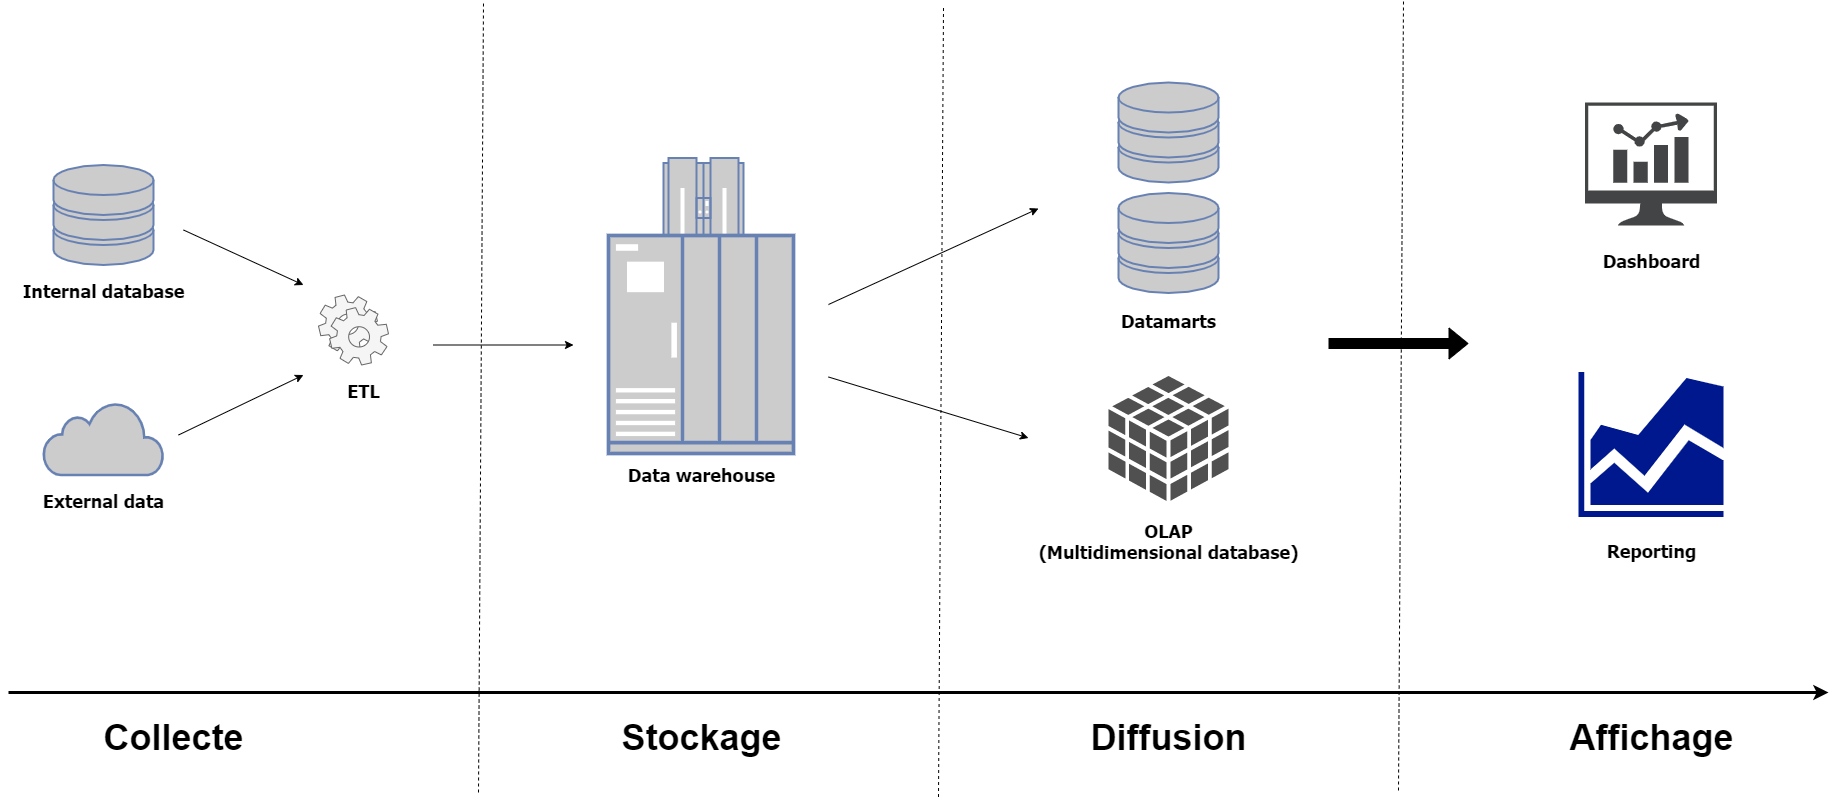 Internal database
External data
ETL
Data warehouse
Datamarts
OLAP
(Multidimensional database)
Dashboard
Reporting
Collecte
Stockage
Diffusion
Affichage